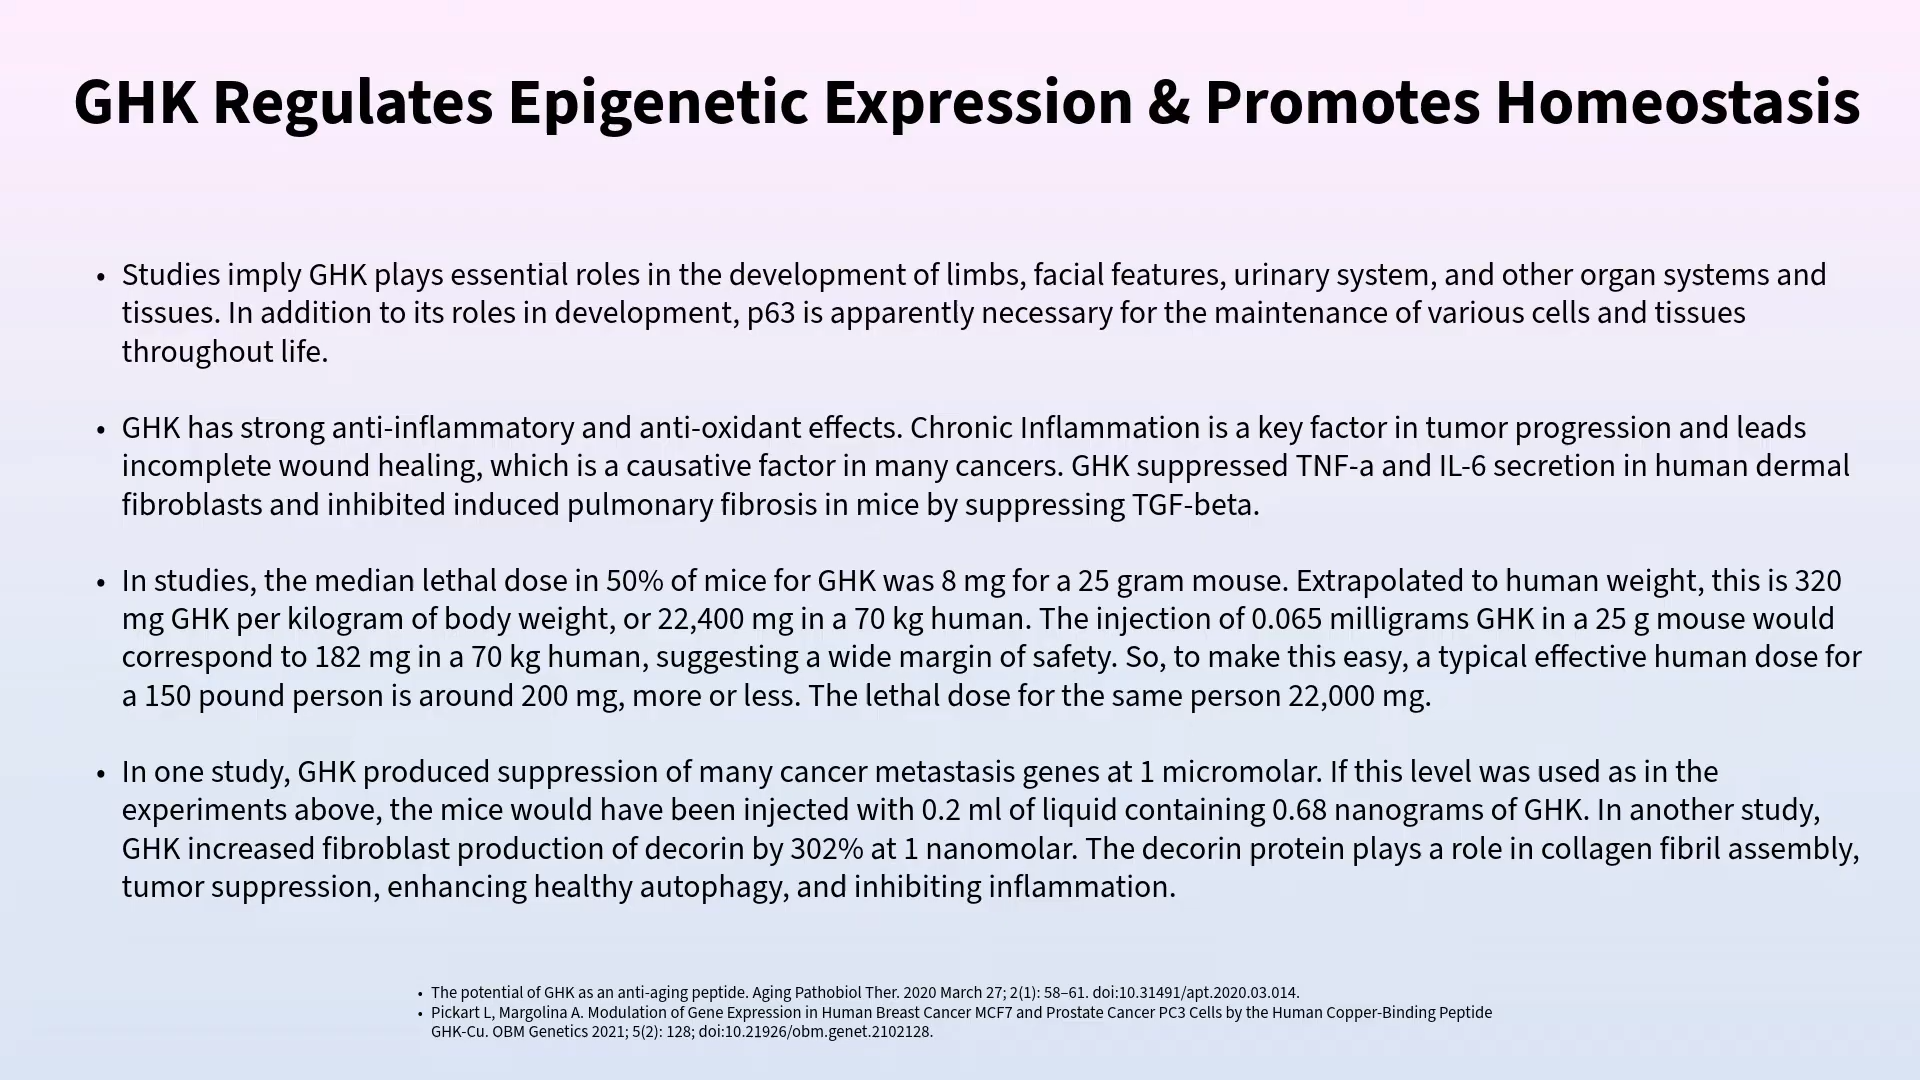 GHK Regulates Epigenetic Expression & Promotes Homeostasis
• Studies imply GHK plays essential roles in the development of limbs, facial features, urinary system, and other organ systems and
tissues. In addition to its roles in development, p63 is apparently necessary for the maintenance of various cells and tissues
throughout life.
• GHK has strong anti-inflammatory and anti-oxidant effects. Chronic Inflammation is a key factor in tumor progression and leads
incomplete wound healing, which is a causative factor in many cancers. GHK suppressed TNF-a and IL-6 secretion in human dermal
fibroblasts and inhibited induced pulmonary fibrosis in mice by suppressing TGF-beta.
• In studies, the median lethal dose in 50% of mice for GHK was 8 mg for a 25 gram mouse. Extrapolated to human weight, this is 320
mg GHK per kilogram of body weight, or 22,400 mg in a 70 kg human. The injection of 0.065 milligrams GHK in a 25 g mouse would
correspond to 182 mg in a 70 kg human, suggesting a wide margin of safety. So, to make this easy, a typical effective human dose for
a 150 pound person is around 200 mg, more or less. The lethal dose for the same person 22,000 mg.
• In one study, GHK produced suppression of many cancer metastasis genes at 1 micromolar. If this level was used as in the
experiments above, the mice would have been injected with 0.2 ml of liquid containing 0.68 nanograms of GHK. In another study,
GHK increased fibroblast production of decorin by 302% at 1 nanomolar. The decorin protein plays a role in collagen fibril assembly,
tumor suppression, enhancing healthy autophagy, and inhibiting inflammation.
• The potential of GHK as an anti-aging peptide. Aging Pathobiol Ther. 2020 March 27; 2(1): 58–61. doi:10.31491/apt.2020.03.014.
• Pickart L, Margolina A. Modulation of Gene Expression in Human Breast Cancer MCF7 and Prostate Cancer PC3 Cells by the Human Copper-Binding Peptide
GHK-Cu. OBM Genetics 2021; 5(2): 128; doi:10.21926/obm.genet.2102128.